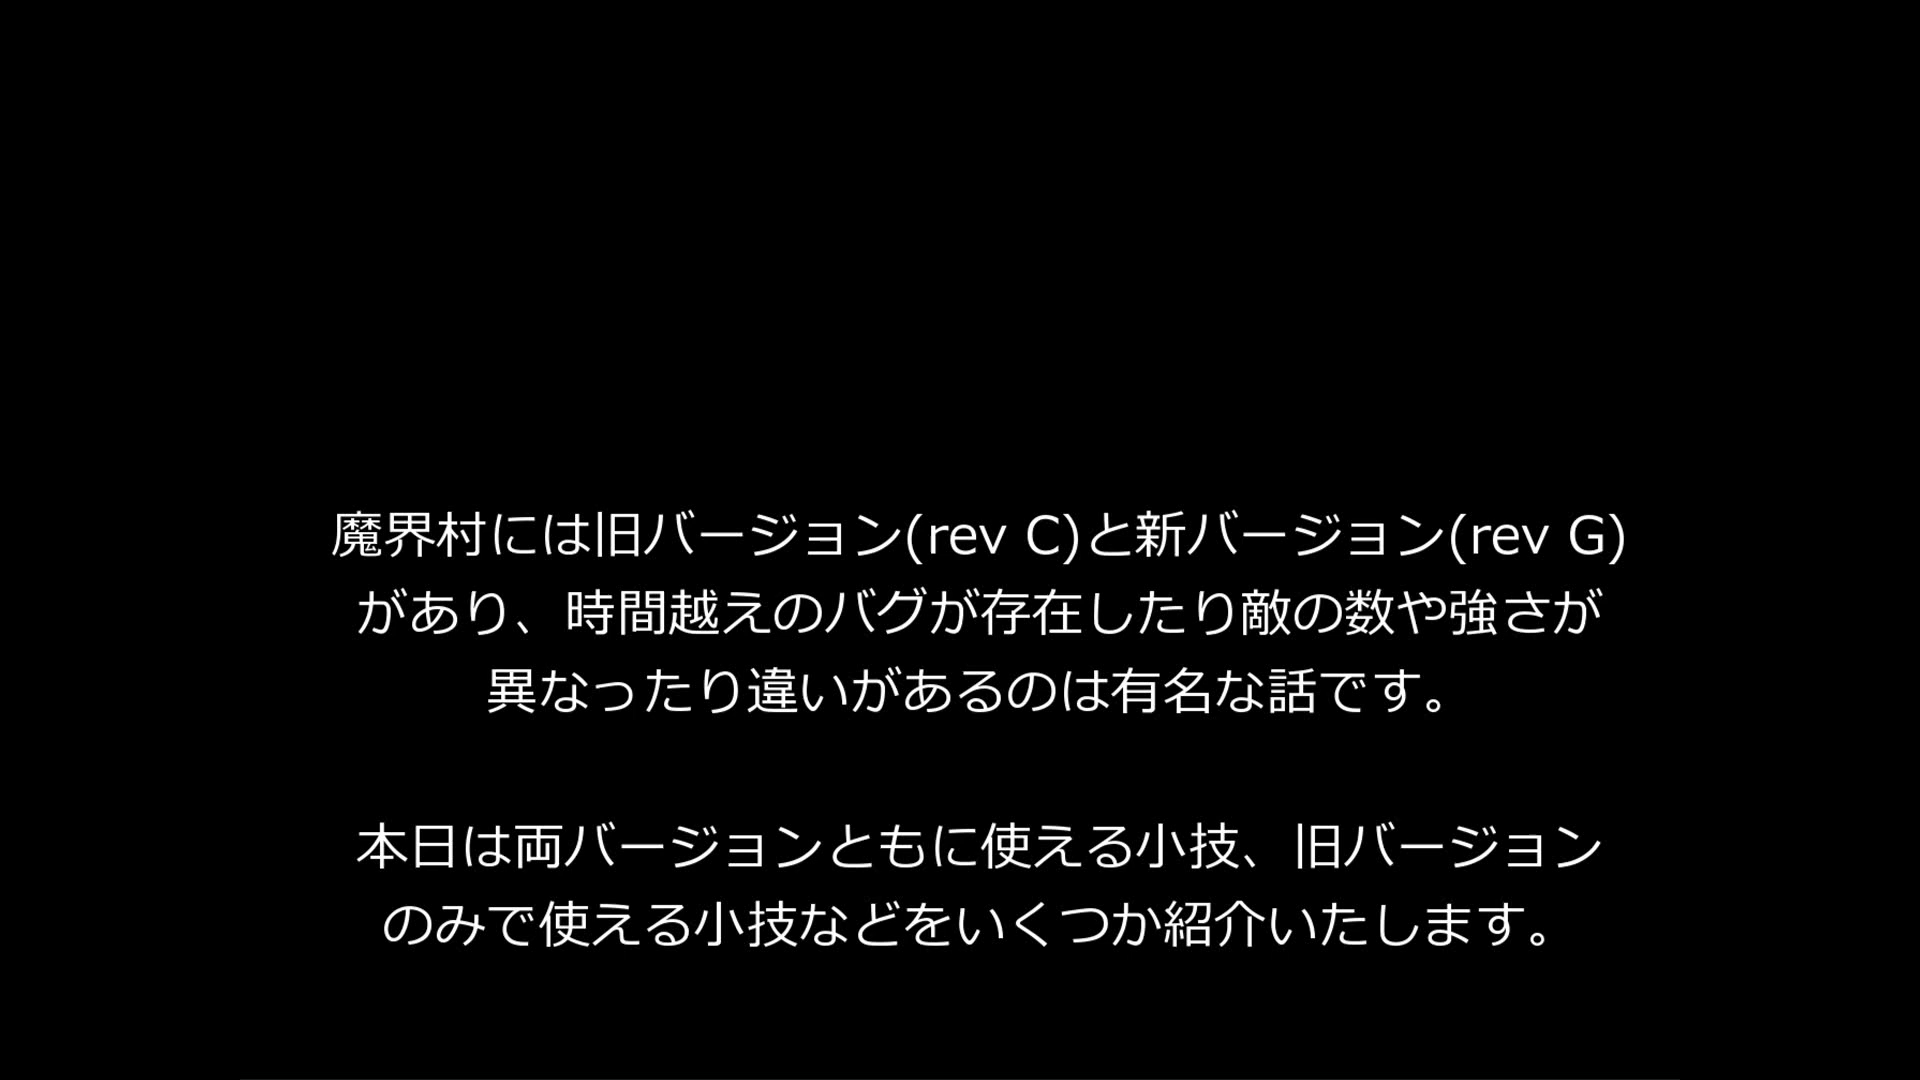 魔界村には旧バージョン(rev C)と新バージョン(rev G)
があり、時間越えのバグが存在したり敵の数や強さが
異なったり違いがあるのは有名な話です。
本日は両バージョンともに使える小技、旧バージョン
のみで使える小技などをいくつか紹介いたします。